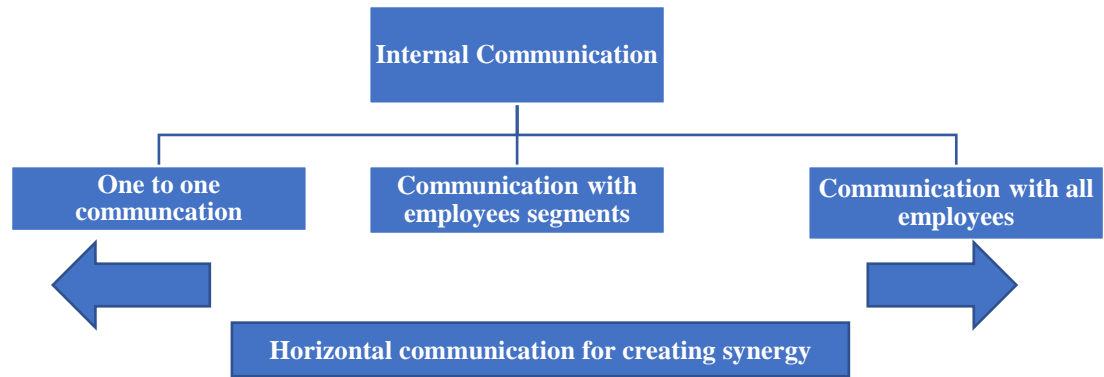 Internal Communication
One to one
communcation
Communication with
employees segments
Communication with all
employees
Horizontal communication for creating synergy